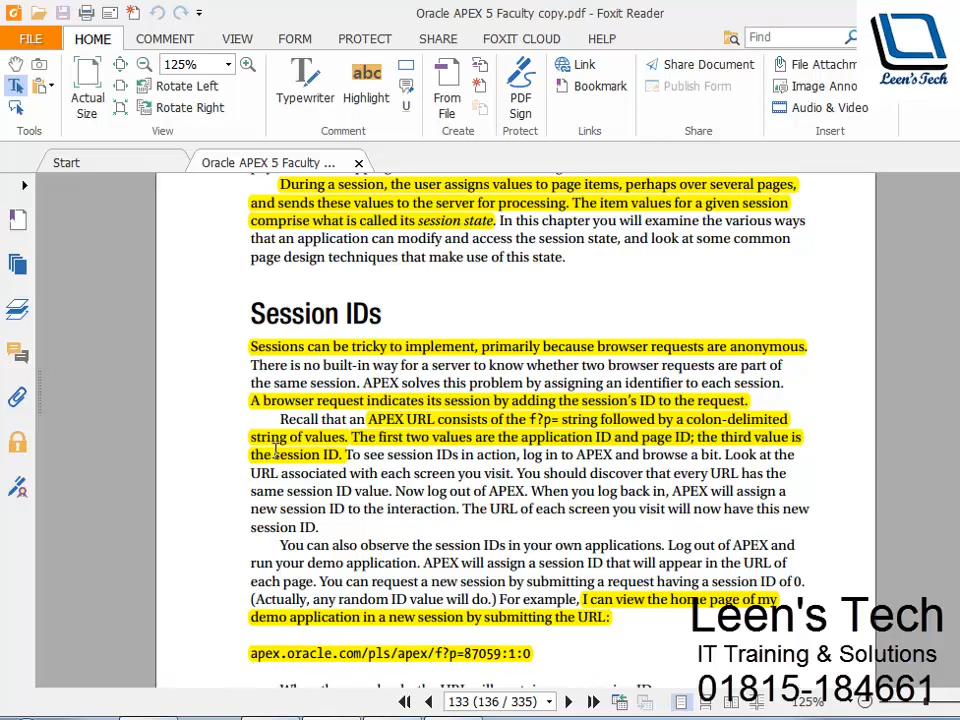 Oracle APEX 5 Faculty copy.pdf - Foxit Reader
FILE HOME COMMENT VIEW FORM PROTECT SHARE FOXIT CLOUD HELP Find
Actual Size
125%
Rotate Left
Rotate Right
Typewriter
abc
Highlight
U
From File
PDF Sign
Link
Bookmark
Share Document
Publish Form
File Attachm
Image Anno
Audio & Video
Leen'sTech
Tools View Comment Create Protect Links Share Insert
Start Oracle APEX 5 Faculty ...
During a session, the user assigns values to page items, perhaps over several pages,
and sends these values to the server for processing. The item values for a given session
comprise what is called its session state. In this chapter you will examine the various ways
that an application can modify and access the session state, and look at some common
page design techniques that make use of this state.
Session IDs
Sessions can be tricky to implement, primarily because browser requests are anonymous.
There is no built-in way for a server to know whether two browser requests are part of
the same session. APEX solves this problem by assigning an identifier to each session.
A browser request indicates its session by adding the session's ID to the request.
Recall that an APEX URL consists of the f?p= string followed by a colon-delimited
string of values. The first two values are the application ID and page ID; the third value is
the session ID. To see session IDs in action, log in to APEX and browse a bit. Look at the
URL associated with each screen you visit. You should discover that every URL has the
same session ID value. Now log out of APEX. When you log back in, APEX will assign a
new session ID to the interaction. The URL of each screen you visit will now have this new
session ID.
You can also observe the session IDs in your own applications. Log out of APEX and
run your demo application. APEX will assign a session ID that will appear in the URL of
each page. You can request a new session by submitting a request having a session ID of 0.
(Actually, any random ID value will do.) For example, I can view the home page of my
demo application in a new session by submitting the URL:
apex.oracle.com/pls/apex/f?p=87059:1:0
Leen's Tech
IT Training & Solutions
01815-184661
133 (136 / 335)
125%